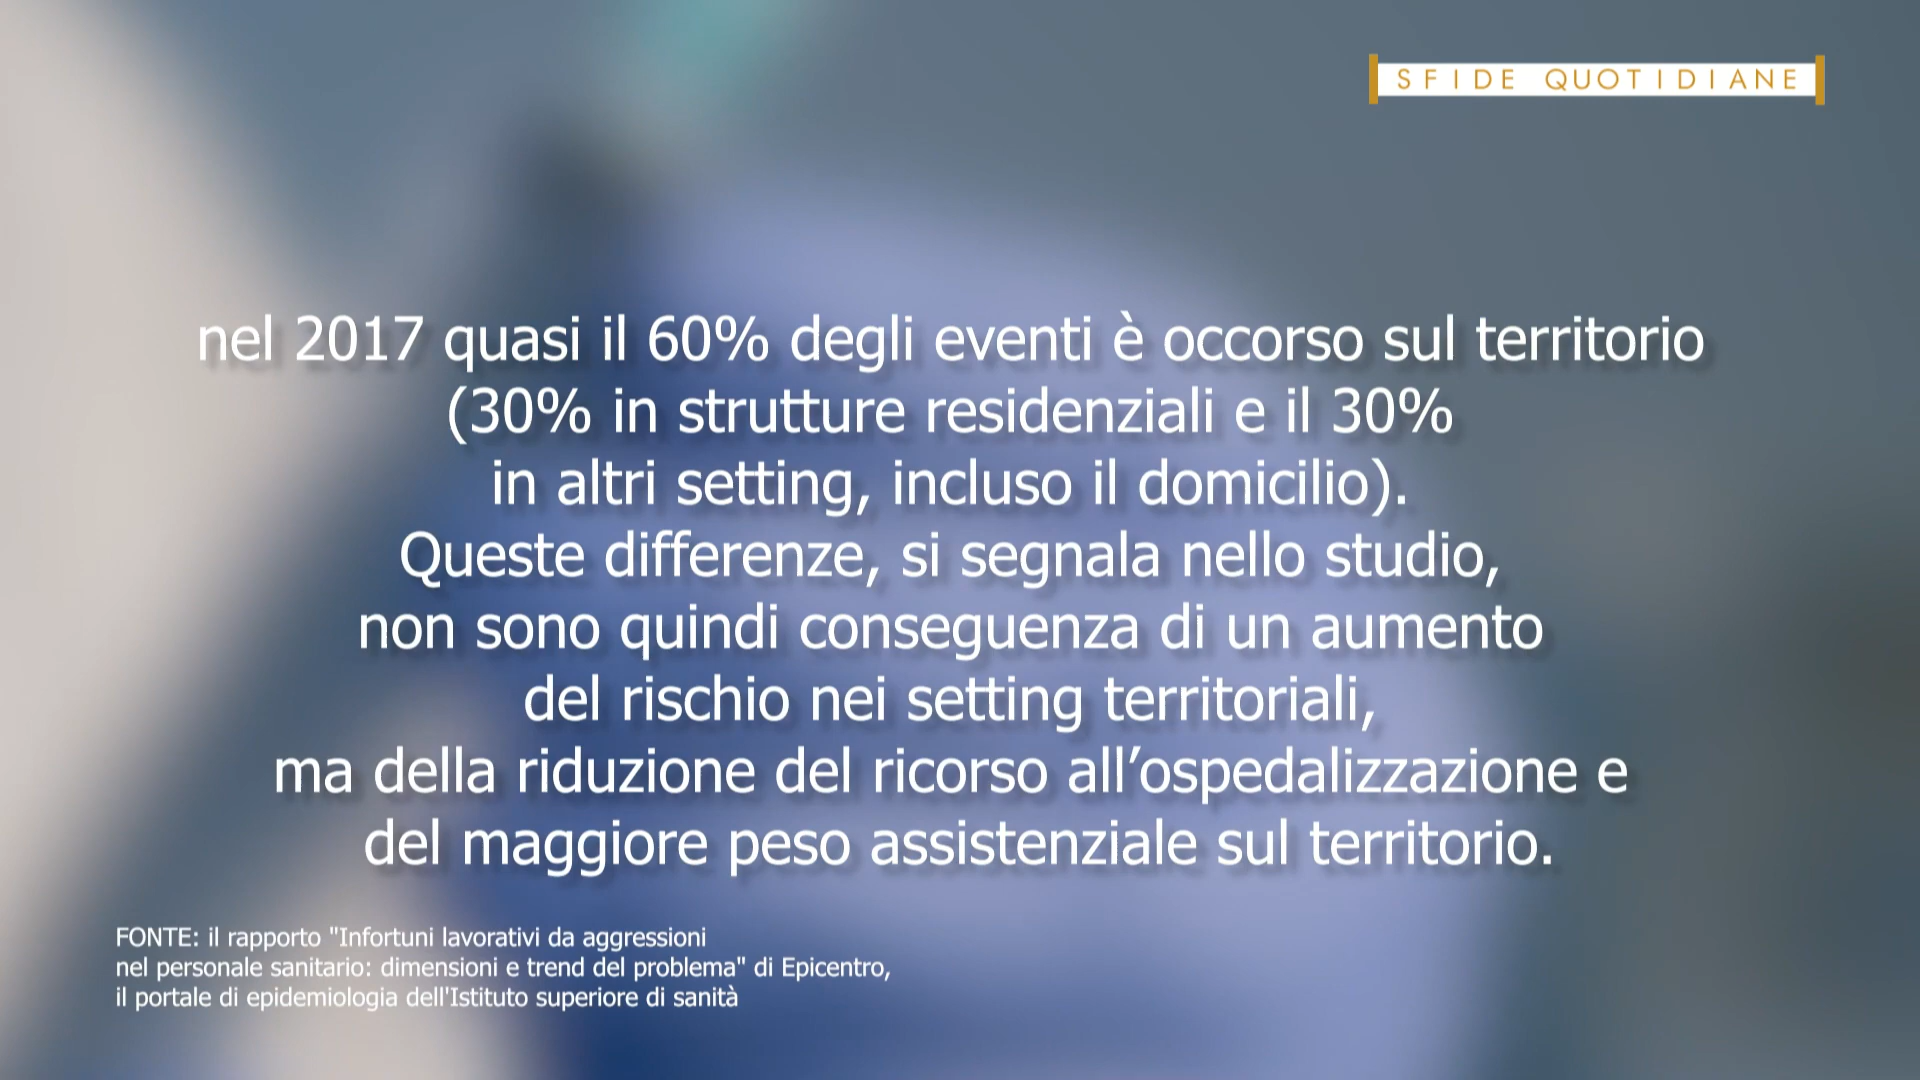 SFIDE QUOTIDIANE
nel 2017 quasi il 60% degli eventi è occorso sul territorio
(30% in strutture residenziali e il 30%
in altri setting, incluso il domicilio).
Queste differenze, si segnala nello studio,
non sono quindi conseguenza di un aumento
del rischio nei setting territoriali,
ma della riduzione del ricorso all’ospedalizzazione e
del maggiore peso assistenziale sul territorio.
FONTE: il rapporto "Infortuni lavorativi da aggressioni
nel personale sanitario: dimensioni e trend del problema" di Epicentro,
il portale di epidemiologia dell'Istituto superiore di sanità